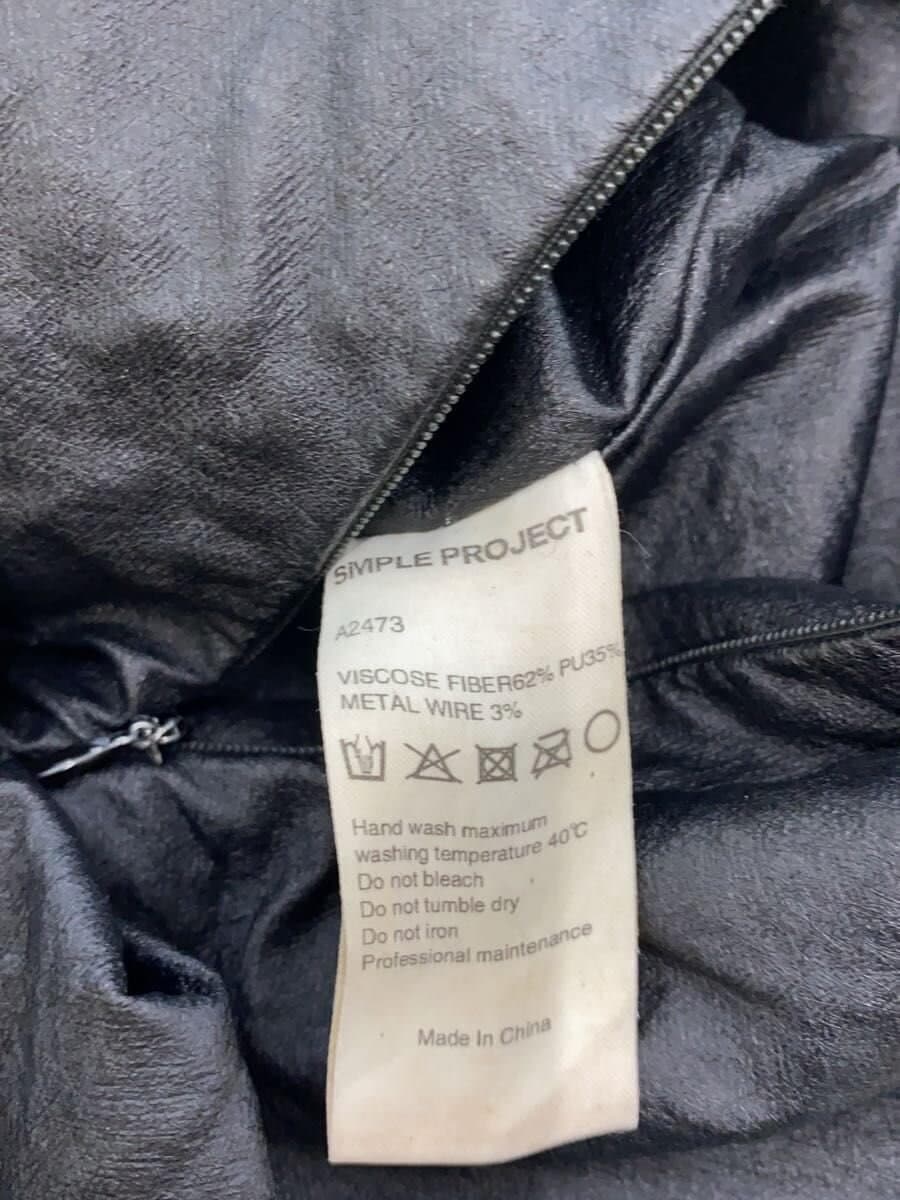 SIMPLE PROJECT
A2473
VISCOSE FIBER62% PU35%
METAL WIRE 3%
Hand wash maximum
washing temperature 40℃
Do not bleach
Do not tumble dry
Do not iron
Professional maintenance
Made In China